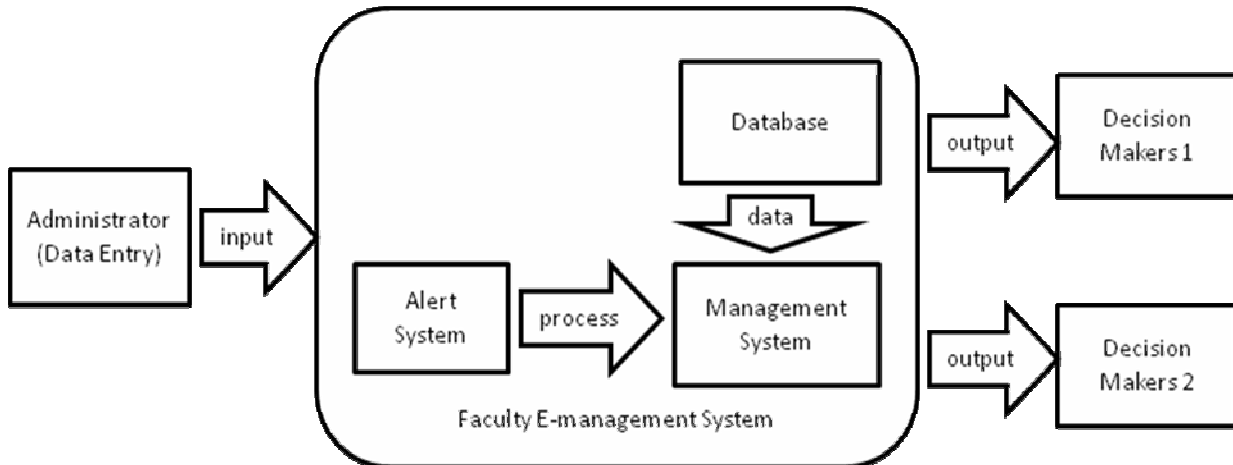 Administrator
(Data Entry)
input
Database
data
Alert
System
process
Management
System
Faculty E-management System
output
Decision
Makers 1
output
Decision
Makers 2